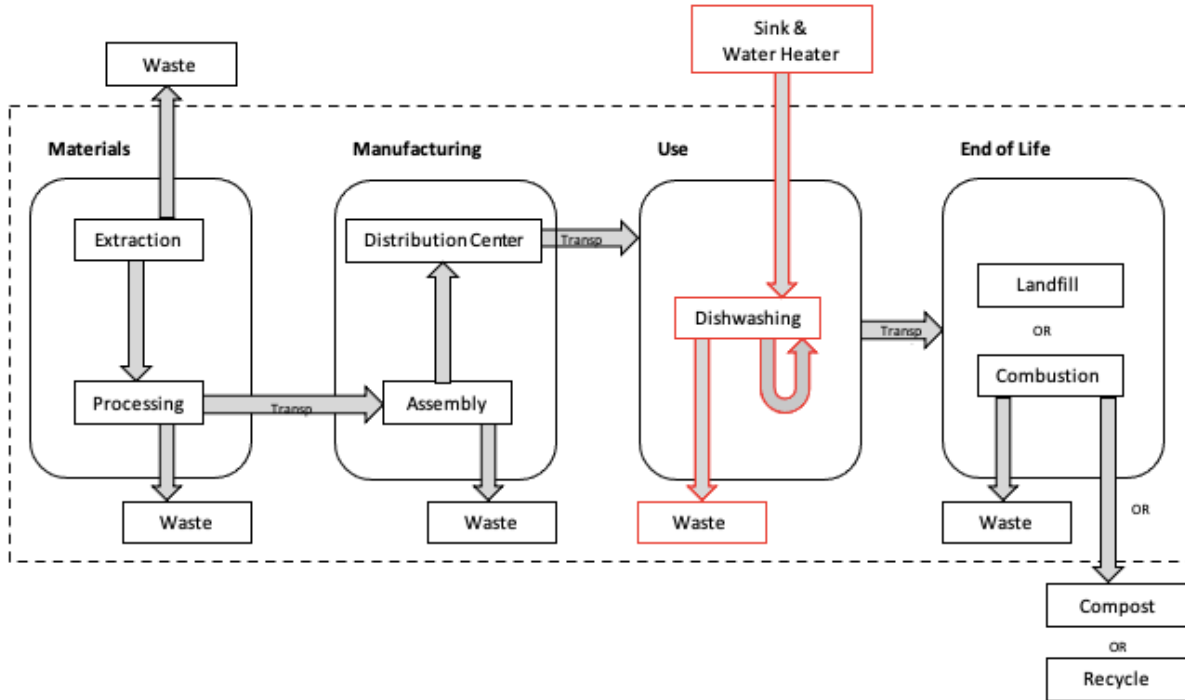 Sink &
Water Heater
Waste
Materials
Manufacturing
Use
End of Life
Extraction
Distribution Center
Transp
Landfill
Dishwashing
OR
Transp
Combustion
Processing
Transp
Assembly
Waste
Waste
Waste
Waste
OR
Compost
OR
Recycle